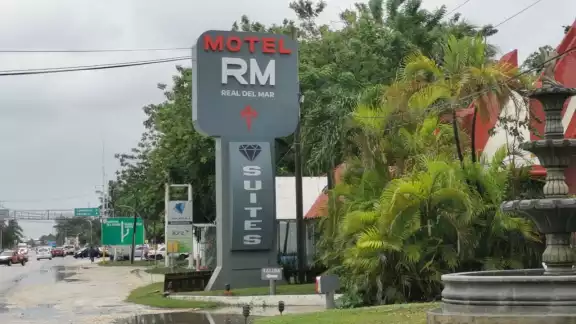 MOTEL
RM
REAL DEL MAR
SUITES